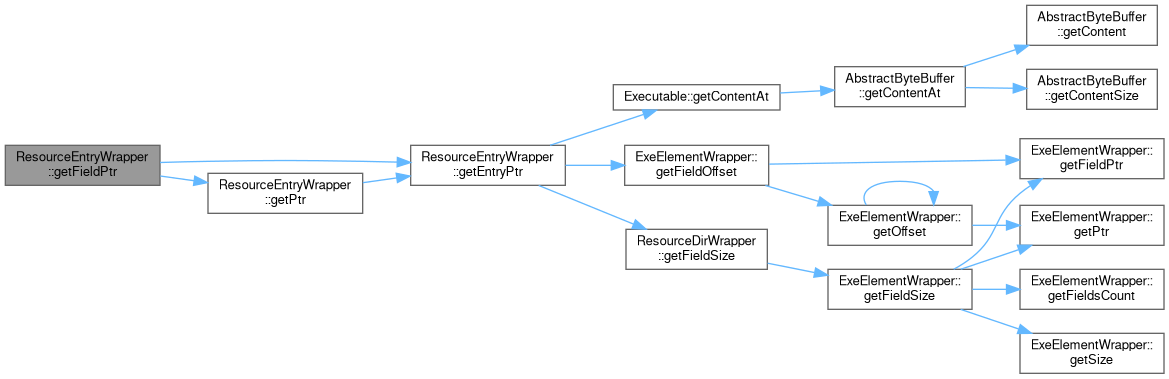 ResourceEntryWrapper
::getFieldPtr
ResourceEntryWrapper
::getPtr
ResourceEntryWrapper
::getEntryPtr
Executable::getContentAt
ExeElementWrapper::
getFieldOffset
ResourceDirWrapper
::getFieldSize
AbstractByteBuffer
::getContentAt
ExeElementWrapper::
getOffset
ExeElementWrapper::
getFieldSize
AbstractByteBuffer
::getContent
AbstractByteBuffer
::getContentSize
ExeElementWrapper::
getFieldPtr
ExeElementWrapper::
getPtr
ExeElementWrapper::
getFieldsCount
ExeElementWrapper::
getSize